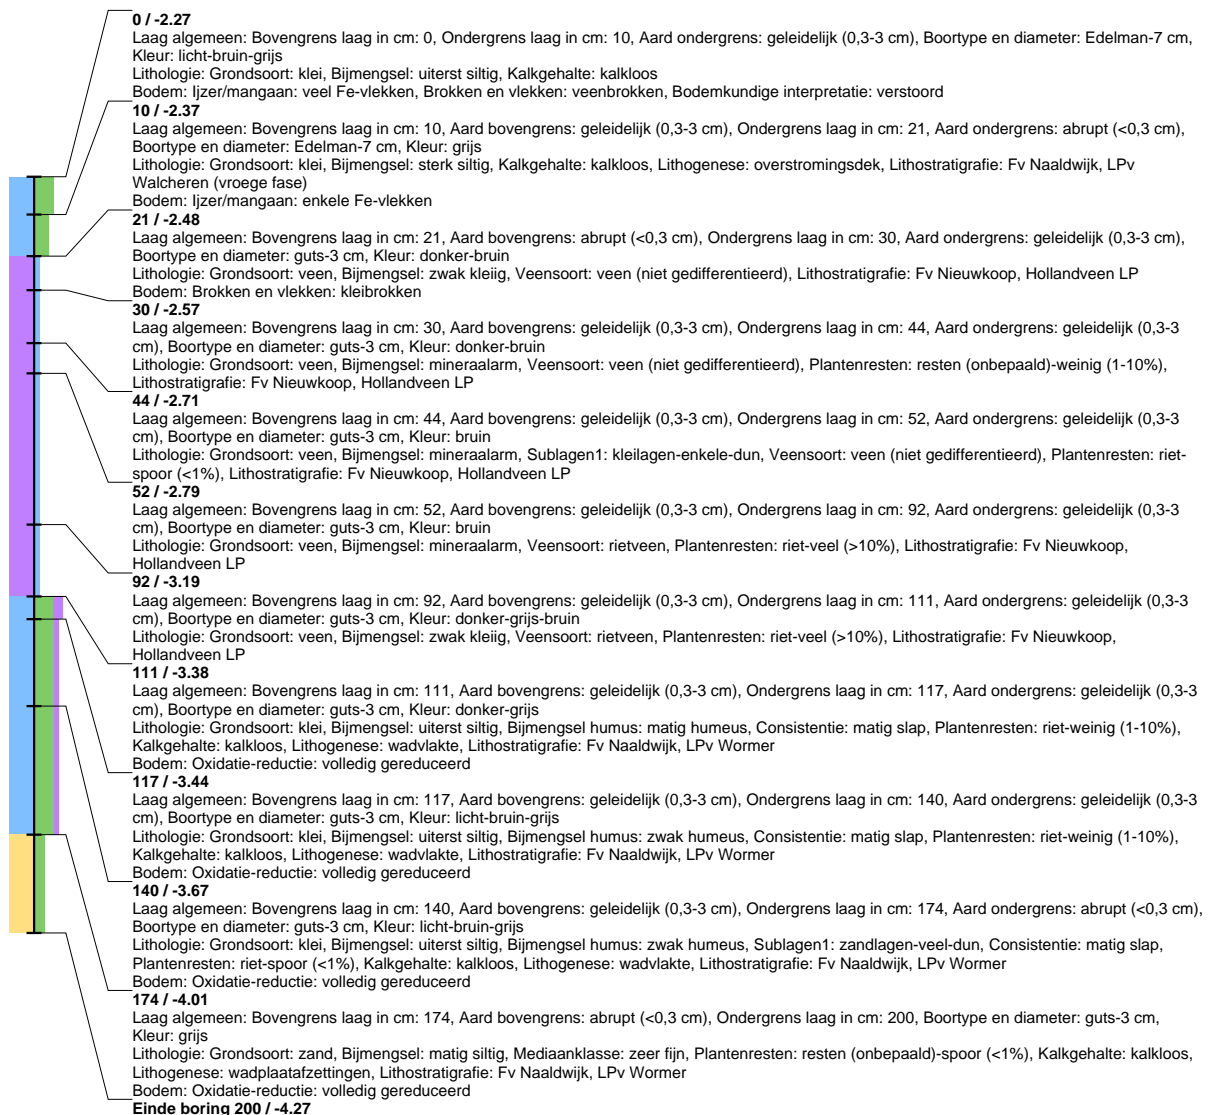 0 / -2.27
Laag algemeen: Bovengrens laag in cm: 0, Ondergrens laag in cm: 10, Aard ondergrens: geleidelijk (0,3-3 cm), Boortype en diameter: Edelman-7 cm,
Kleur: licht-bruin-grijs
Lithologie: Grondsoort: klei, Bijmengsel: uiterst siltig, Kalkgehalte: kalkloos
Bodem: Ijzer/mangaan: veel Fe-vlekken, Brokken en vlekken: veenbrokken, Bodemkundige interpretatie: verstoord
10 / -2.37
Laag algemeen: Bovengrens laag in cm: 10, Aard bovengrens: geleidelijk (0,3-3 cm), Ondergrens laag in cm: 21, Aard ondergrens: abrupt (<0,3 cm),
Boortype en diameter: Edelman-7 cm, Kleur: grijs
Lithologie: Grondsoort: klei, Bijmengsel: sterk siltig, Kalkgehalte: kalkloos, Lithogenese: overstromingsdek, Lithostratigrafie: Fv Naaldwijk, LPv
Walcheren (vroege fase)
Bodem: Ijzer/mangaan: enkele Fe-vlekken
21 / -2.48
Laag algemeen: Bovengrens laag in cm: 21, Aard bovengrens: abrupt (<0,3 cm), Ondergrens laag in cm: 30, Aard ondergrens: geleidelijk (0,3-3 cm),
Boortype en diameter: guts-3 cm, Kleur: donker-bruin
Lithologie: Grondsoort: veen, Bijmengsel: zwak kleiig, Veensoort: veen (niet gedifferentieerd), Lithostratigrafie: Fv Nieuwkoop, Hollandveen LP
Bodem: Brokken en vlekken: kleibrokken
30 / -2.57
Laag algemeen: Bovengrens laag in cm: 30, Aard bovengrens: geleidelijk (0,3-3 cm), Ondergrens laag in cm: 44, Aard ondergrens: geleidelijk (0,3-3
cm), Boortype en diameter: guts-3 cm, Kleur: donker-bruin
Lithologie: Grondsoort: veen, Bijmengsel: mineraalarm, Veensoort: veen (niet gedifferentieerd), Plantenresten: resten (onbepaald)-weinig (1-10%),
Lithostratigrafie: Fv Nieuwkoop, Hollandveen LP
44 / -2.71
Laag algemeen: Bovengrens laag in cm: 44, Aard bovengrens: geleidelijk (0,3-3 cm), Ondergrens laag in cm: 52, Aard ondergrens: geleidelijk (0,3-3
cm), Boortype en diameter: guts-3 cm, Kleur: bruin
Lithologie: Grondsoort: veen, Bijmengsel: mineraalarm, Sublagen1: kleilagen-enkele-dun, Veensoort: veen (niet gedifferentieerd), Plantenresten: riet-
spoor (<1%), Lithostratigrafie: Fv Nieuwkoop, Hollandveen LP
52 / -2.79
Laag algemeen: Bovengrens laag in cm: 52, Aard bovengrens: geleidelijk (0,3-3 cm), Ondergrens laag in cm: 92, Aard ondergrens: geleidelijk (0,3-3
cm), Boortype en diameter: guts-3 cm, Kleur: bruin
Lithologie: Grondsoort: veen, Bijmengsel: mineraalarm, Veensoort: rietveen, Plantenresten: riet-veel (>10%), Lithostratigrafie: Fv Nieuwkoop,
Hollandveen LP
92 / -3.19
Laag algemeen: Bovengrens laag in cm: 92, Aard bovengrens: geleidelijk (0,3-3 cm), Ondergrens laag in cm: 111, Aard ondergrens: geleidelijk (0,3-3
cm), Boortype en diameter: guts-3 cm, Kleur: donker-grijs-bruin
Lithologie: Grondsoort: veen, Bijmengsel: zwak kleiig, Veensoort: rietveen, Plantenresten: riet-veel (>10%), Lithostratigrafie: Fv Nieuwkoop,
Hollandveen LP
111 / -3.38
Laag algemeen: Bovengrens laag in cm: 111, Aard bovengrens: geleidelijk (0,3-3 cm), Ondergrens laag in cm: 117, Aard ondergrens: geleidelijk (0,3-3
cm), Boortype en diameter: guts-3 cm, Kleur: donker-grijs
Lithologie: Grondsoort: klei, Bijmengsel: uiterst siltig, Bijmengsel humus: matig humeus, Consistentie: matig slap, Plantenresten: riet-weinig (1-10%),
Kalkgehalte: kalkloos, Lithogenese: wadvlakte, Lithostratigrafie: Fv Naaldwijk, LPv Wormer
Bodem: Oxidatie-reductie: volledig gereduceerd
117 / -3.44
Laag algemeen: Bovengrens laag in cm: 117, Aard bovengrens: geleidelijk (0,3-3 cm), Ondergrens laag in cm: 140, Aard ondergrens: geleidelijk (0,3-3
cm), Boortype en diameter: guts-3 cm, Kleur: licht-bruin-grijs
Lithologie: Grondsoort: klei, Bijmengsel: uiterst siltig, Bijmengsel humus: zwak humeus, Consistentie: matig slap, Plantenresten: riet-weinig (1-10%),
Kalkgehalte: kalkloos, Lithogenese: wadvlakte, Lithostratigrafie: Fv Naaldwijk, LPv Wormer
Bodem: Oxidatie-reductie: volledig gereduceerd
140 / -3.67
Laag algemeen: Bovengrens laag in cm: 140, Aard bovengrens: geleidelijk (0,3-3 cm), Ondergrens laag in cm: 174, Aard ondergrens: abrupt (<0,3 cm),
Boortype en diameter: guts-3 cm, Kleur: licht-bruin-grijs
Lithologie: Grondsoort: klei, Bijmengsel: uiterst siltig, Bijmengsel humus: zwak humeus, Sublagen1: zandlagen-veel-dun, Consistentie: matig slap,
Plantenresten: riet-spoor (<1%), Kalkgehalte: kalkloos, Lithogenese: wadvlakte, Lithostratigrafie: Fv Naaldwijk, LPv Wormer
Bodem: Oxidatie-reductie: volledig gereduceerd
174 / -4.01
Laag algemeen: Bovengrens laag in cm: 174, Aard bovengrens: abrupt (<0,3 cm), Ondergrens laag in cm: 200, Boortype en diameter: guts-3 cm,
Kleur: grijs
Lithologie: Grondsoort: zand, Bijmengsel: matig siltig, Mediaanklasse: zeer fijn, Plantenresten: resten (onbepaald)-spoor (<1%), Kalkgehalte: kalkloos,
Lithogenese: wadplaatafzettingen, Lithostratigrafie: Fv Naaldwijk, LPv Wormer
Bodem: Oxidatie-reductie: volledig gereduceerd
Einde boring 200 / -4.27